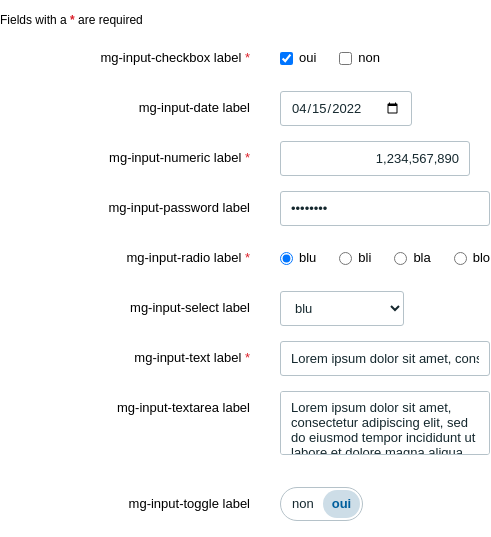 Fields with a * are required
mg-input-checkbox label * oui non
mg-input-date label 04/15/2022
mg-input-numeric label * 1,234,567,890
mg-input-password label ••••••••
mg-input-radio label * blu bli bla blo
mg-input-select label blu
mg-input-text label * Lorem ipsum dolor sit amet, cons
mg-input-textarea label Lorem ipsum dolor sit amet,
consectetur adipiscing elit, sed
do eiusmod tempor incididunt ut
labore et dolore magna aliqua
mg-input-toggle label non oui